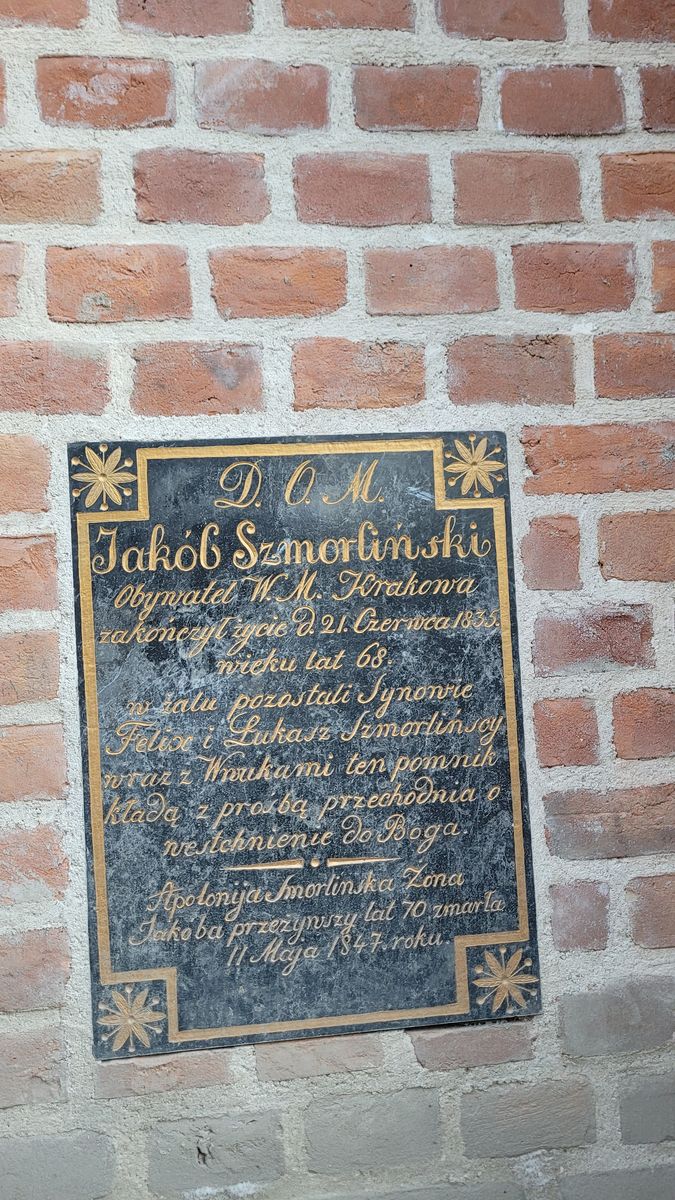 D. O. M.
Jakób Szmorliński
Obywatel W. M. Krakowa
zakończył życie d. 21. Czerwca 1835.
wieku lat 68.
w żalu pozostali Synowie
Felix i Łukasz Szmorlińscy
wraz z Wnukami ten pomnik
kładą z prośbą przechodnia o
westchnienie do Boga.
Apolonija Smorlinska Żona
Jakóba przeżywszy lat 70 zmarła
11 Maja 1847. roku.